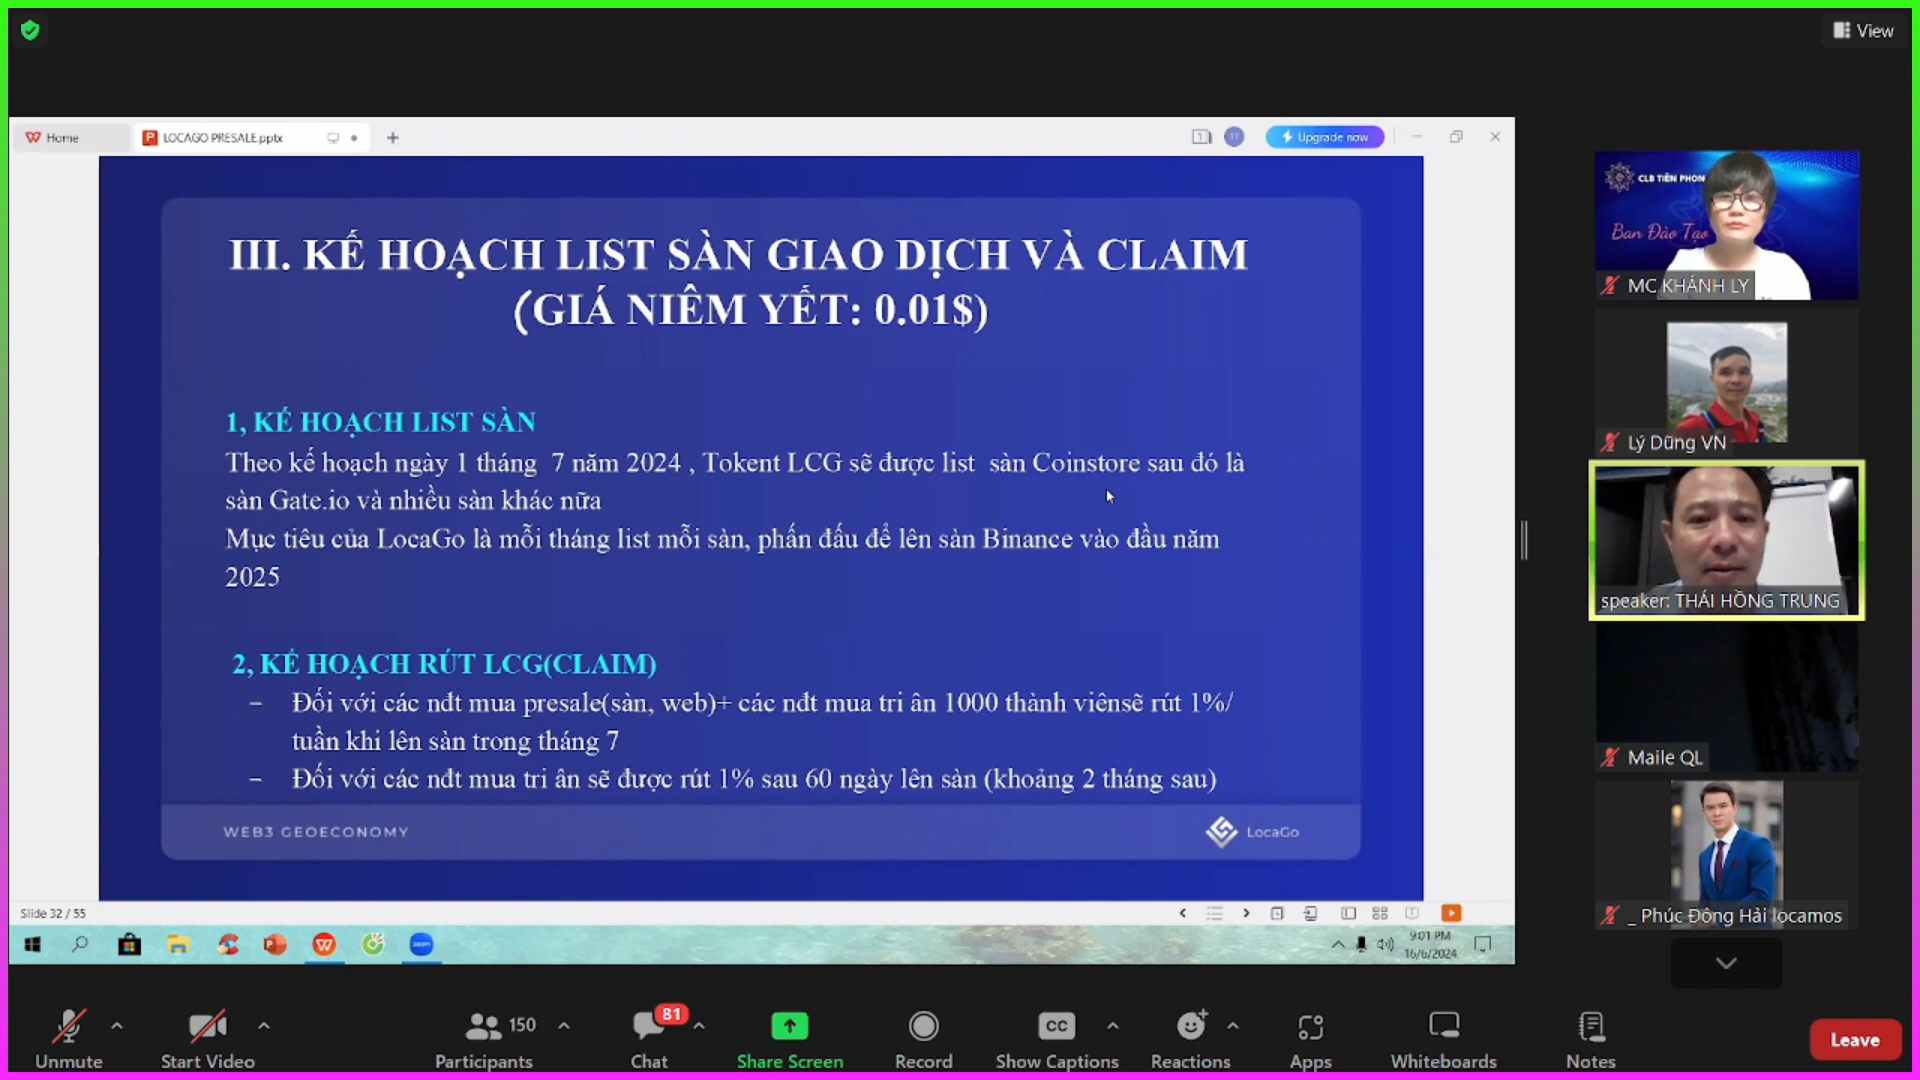 View
Home
LOCAGO PRESALE.pptx
1
TT
Upgrade now
III. KẾ HOẠCH LIST SÀN GIAO DỊCH VÀ CLAIM
(GIÁ NIÊM YẾT: 0.01$)
1, KẾ HOẠCH LIST SÀN
Theo kế hoạch ngày 1 tháng 7 năm 2024 , Tokent LCG sẽ được list sàn Coinstore sau đó là
sàn Gate.io và nhiều sàn khác nữa
Mục tiêu của LocaGo là mỗi tháng list mỗi sàn, phấn đấu để lên sàn Binance vào đầu năm
2025
2, KẾ HOẠCH RÚT LCG(CLAIM)
– Đối với các nđt mua presale(sàn, web)+ các nđt mua tri ân 1000 thành viênsẽ rút 1%/
tuần khi lên sàn trong tháng 7
– Đối với các nđt mua tri ân sẽ được rút 1% sau 60 ngày lên sàn (khoảng 2 tháng sau)
WEB3 GEOECONOMY
LocaGo
Slide 32 / 55
zoom
9:01 PM
16/6/2024
CLB TIÊN PHON
Ban Đào Tạo
MC KHÁNH LY
Lý Dũng VN
speaker: THÁI HỒNG TRUNG
Maile QL
_ Phúc Đông Hải locamos
Unmute
Start Video
150
Participants
81
Chat
Share Screen
Record
CC
Show Captions
Reactions
Apps
Whiteboards
Notes
Leave